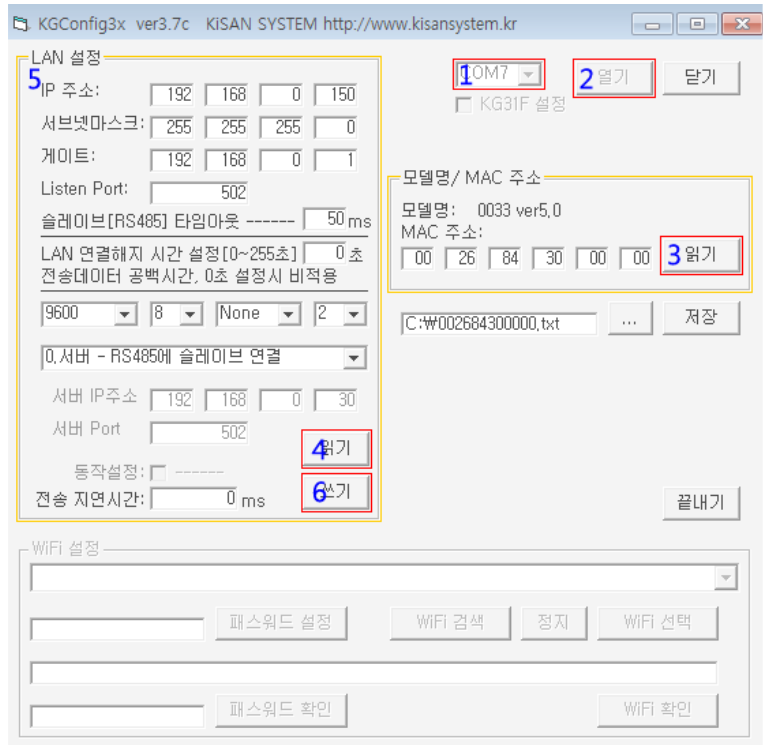 KGConfig3x ver3.7c KiSAN SYSTEM http://www.kisansystem.kr
LAN 설정
5
IP 주소: 192 168 0 150
서브넷마스크: 255 255 255 0
게이트: 192 168 0 1
Listen Port: 502
슬레이브[RS485] 타임아웃 ------ 50 ms
LAN 연결해지 시간 설정[0~255초] 0 초
전송데이터 공백시간, 0초 설정시 비적용
9600 8 None 2
0.서버 - RS485에 슬레이브 연결
서버 IP주소 192 168 0 30
서버 Port 502
4 읽기
동작설정: ------
전송 지연시간: 0 ms
6 쓰기
1 COM7 2 열기 닫기
KG31F 설정
모델명/ MAC 주소
모델명: 0033 ver5.0
MAC 주소:
00 26 84 30 00 00 3 읽기
C:₩002684300000.txt ... 저장
끝내기
WiFi 설정
패스워드 설정 WiFi 검색 정지 WiFi 선택
패스워드 확인 WiFi 확인